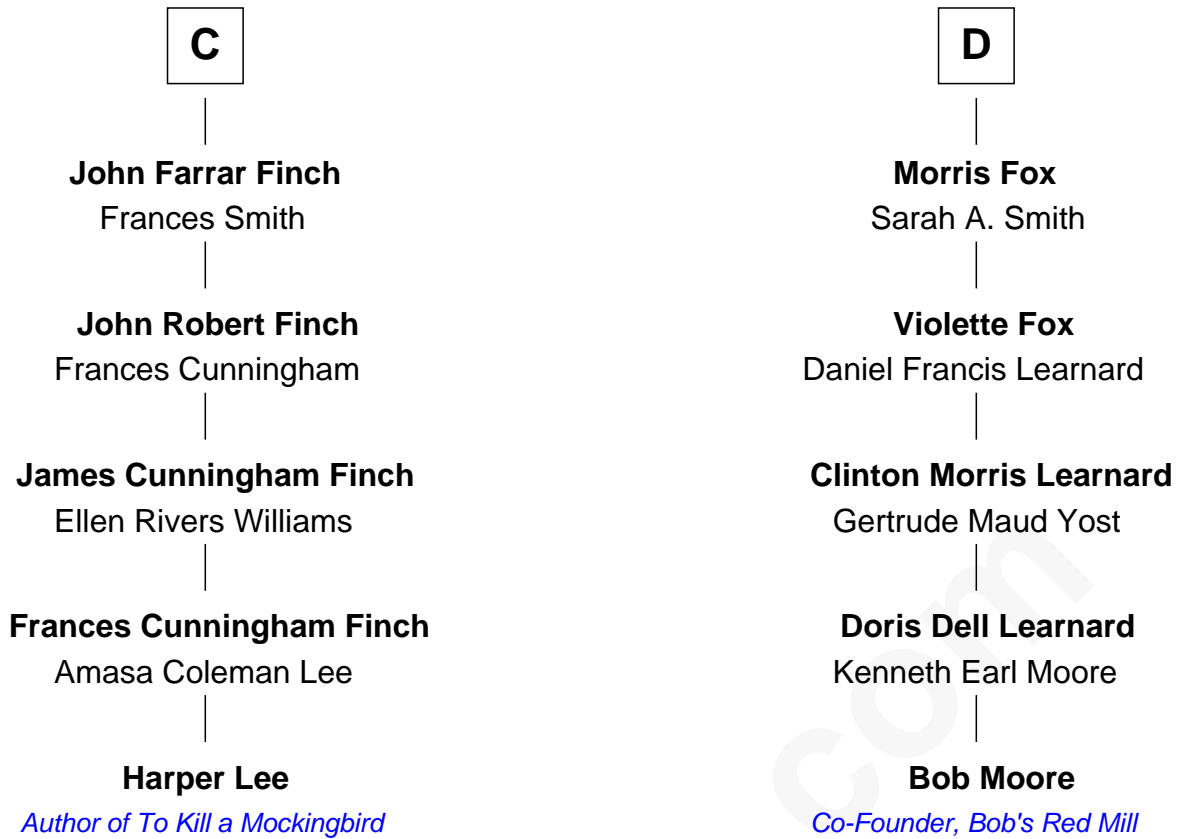 C
John Farrar Finch
Frances Smith
John Robert Finch
Frances Cunningham
James Cunningham Finch
Ellen Rivers Williams
Frances Cunningham Finch
Amasa Coleman Lee
Harper Lee
Author of To Kill a Mockingbird
D
Morris Fox
Sarah A. Smith
Violette Fox
Daniel Francis Learnard
Clinton Morris Learnard
Gertrude Maud Yost
Doris Dell Learnard
Kenneth Earl Moore
Bob Moore
Co-Founder, Bob's Red Mill
com